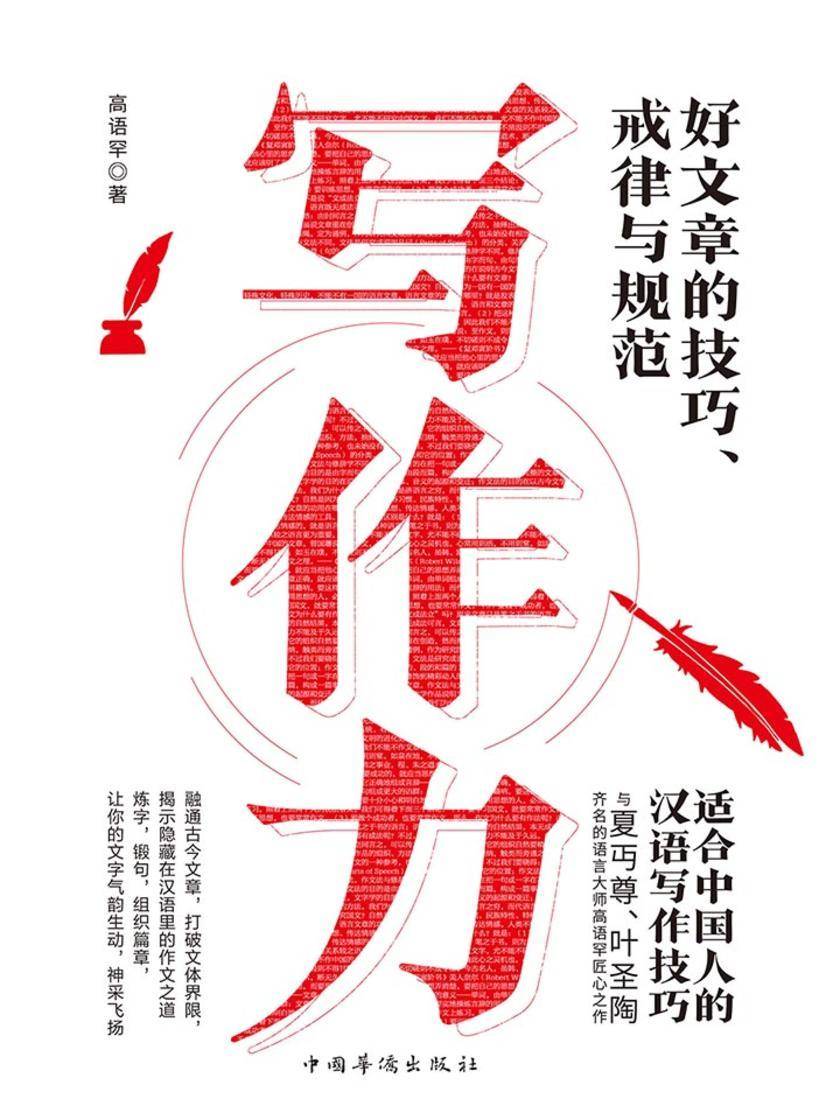 好文章的技巧、
戒律与规范
高语罕◎著
写作力
适合中国人的
汉语写作技巧
与夏丏尊、叶圣陶
齐名的语言大师高语罕匠心之作
融通古今文章，打破文体界限，
揭示隐藏在汉语里的作文之道
炼字，锻句，组织篇章，
让你的文字气韵生动，神采飞扬
中國華僑出版社